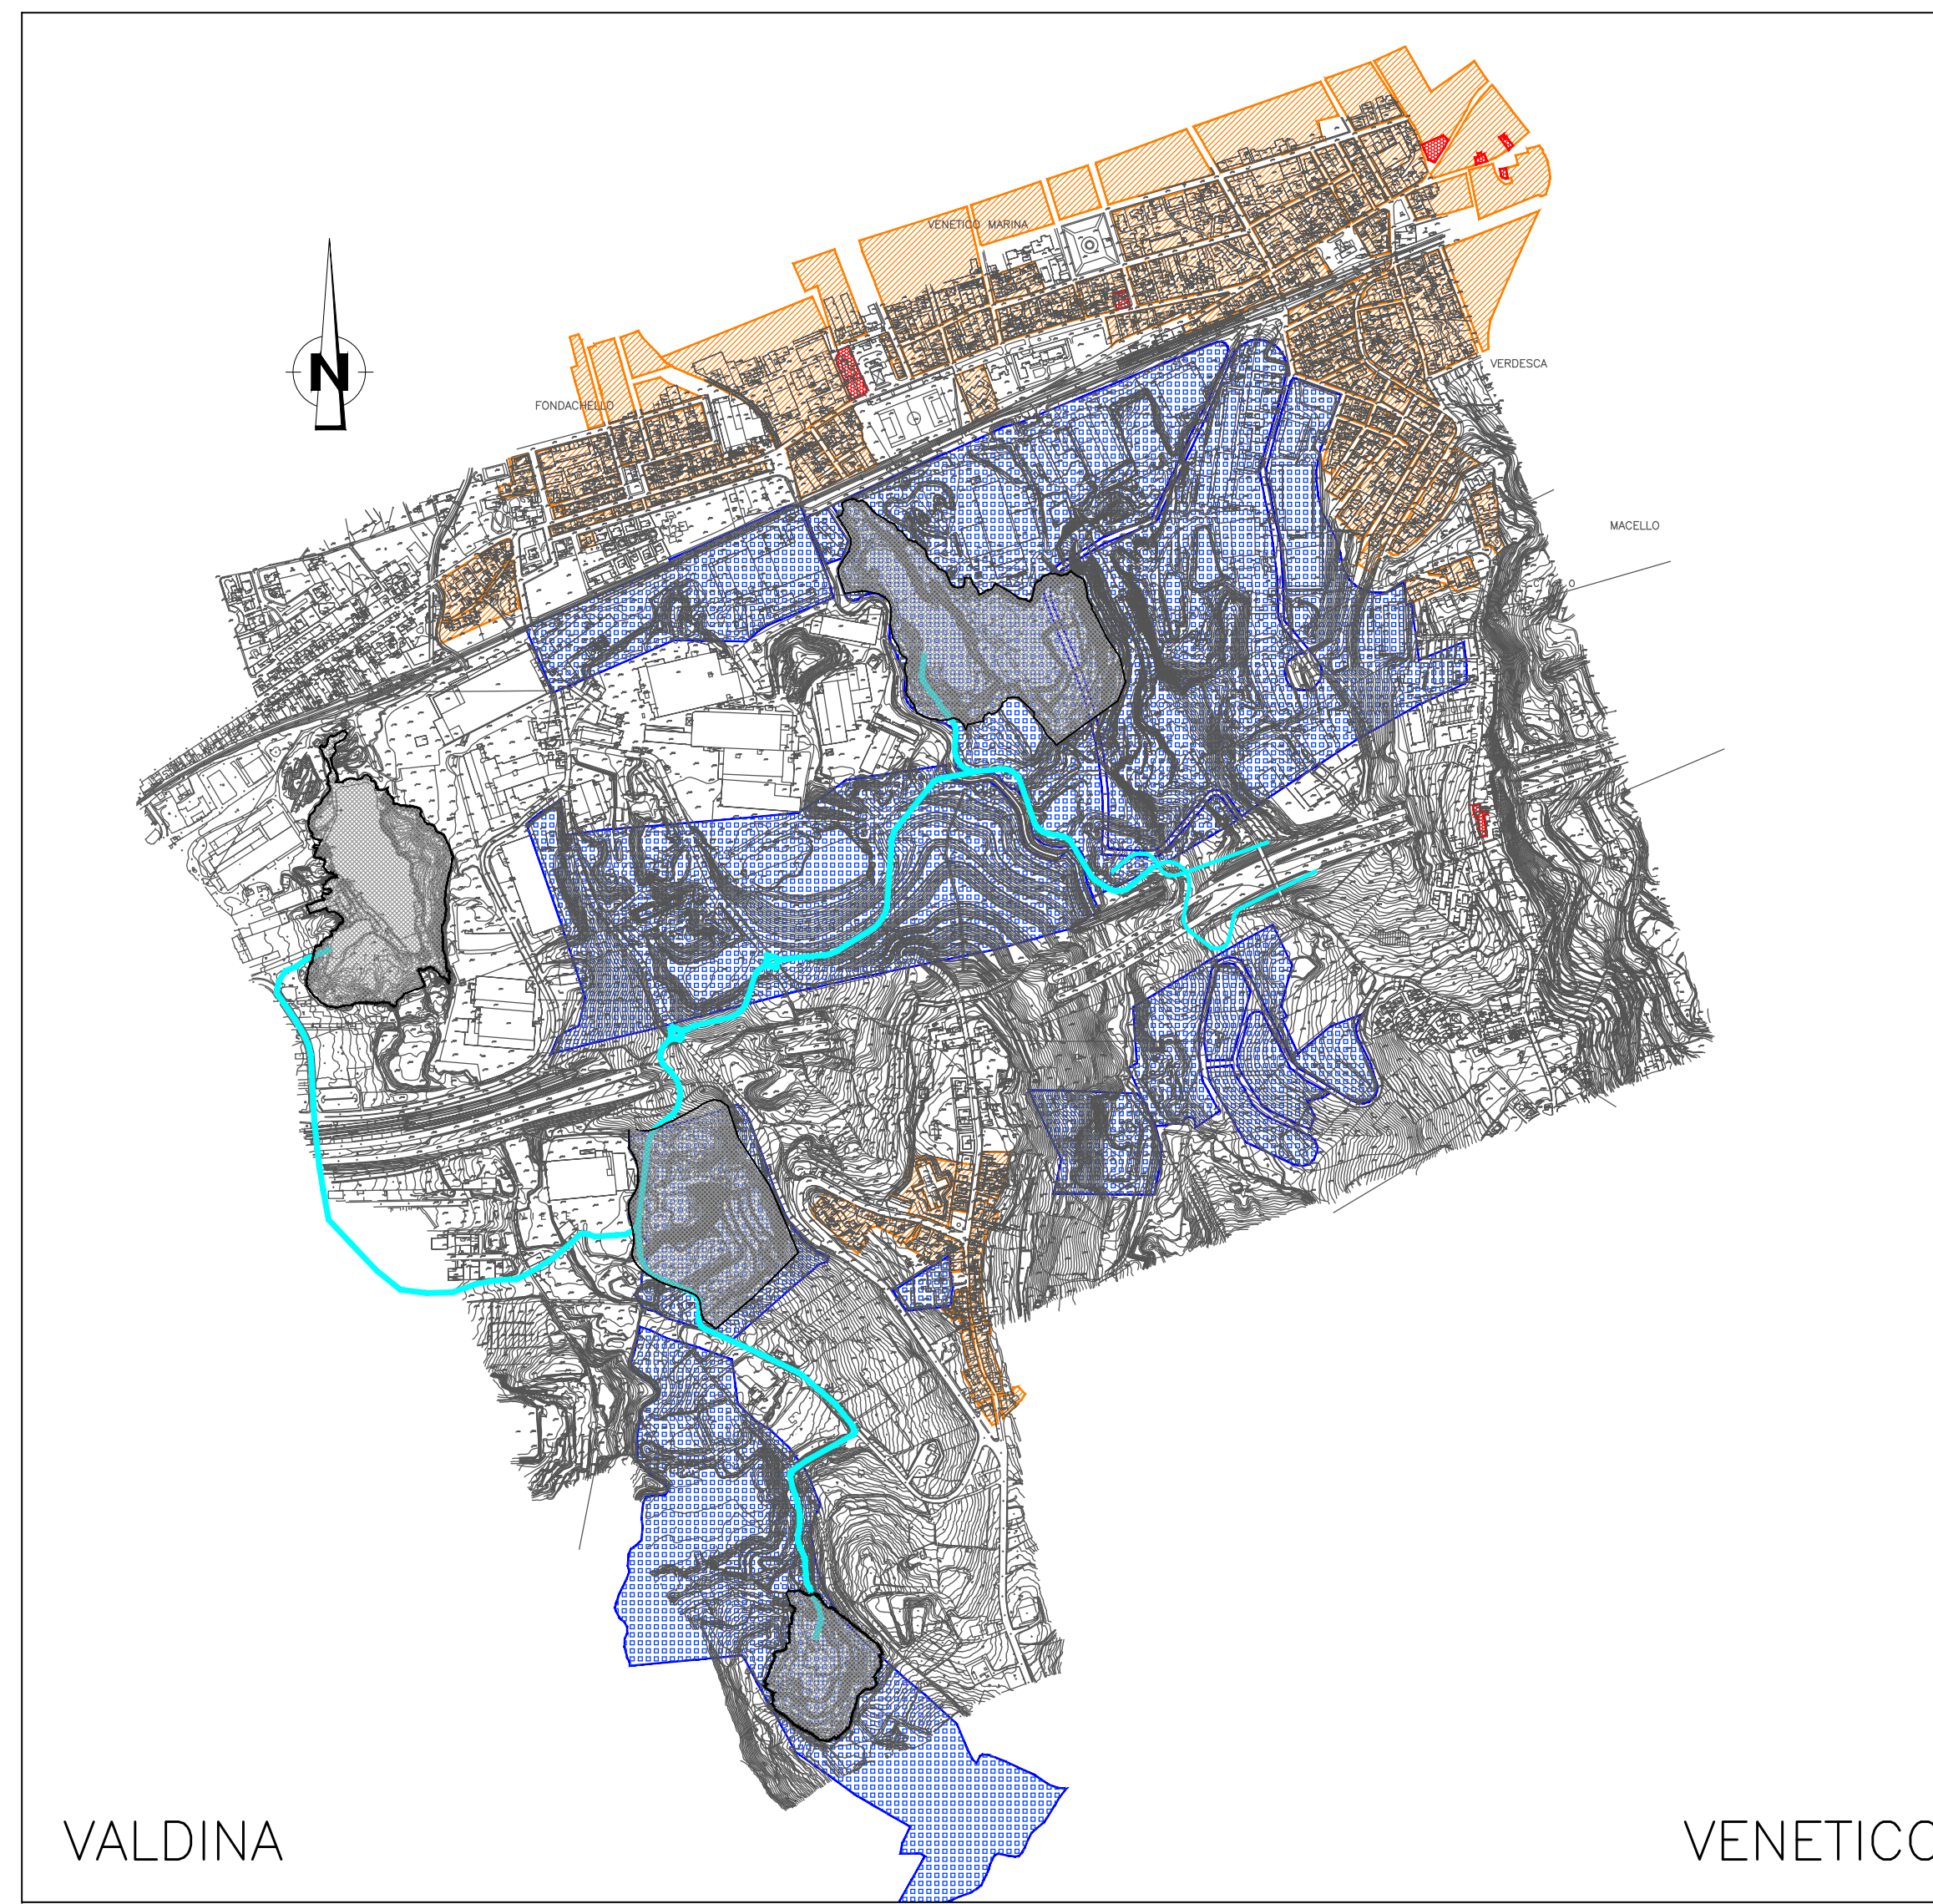 VENETICO MARINA
VERDESCA
FONDACHELLO
N
MACELLO
VALDINA
VENETICO